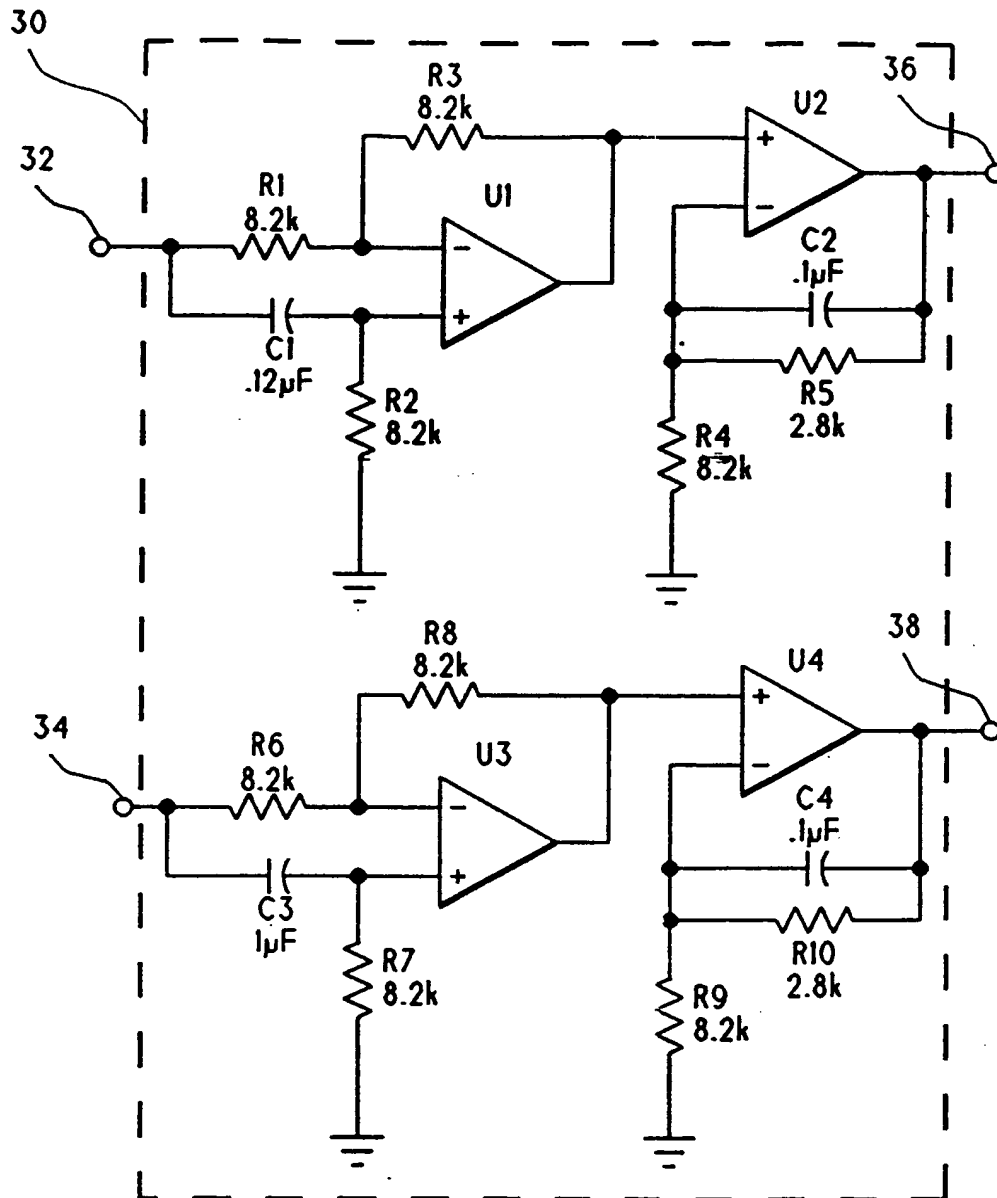 30
R3
8.2k
36
U2
32
R1
8.2k
U1
+
−
−
+
C2
.1µF
C1
.12µF
R2
8.2k
R5
2.8k
R4
8.2k
R8
8.2k
38
U4
34
R6
8.2k
U3
+
−
−
+
C4
.1µF
C3
1µF
R7
8.2k
R10
2.8k
R9
8.2k